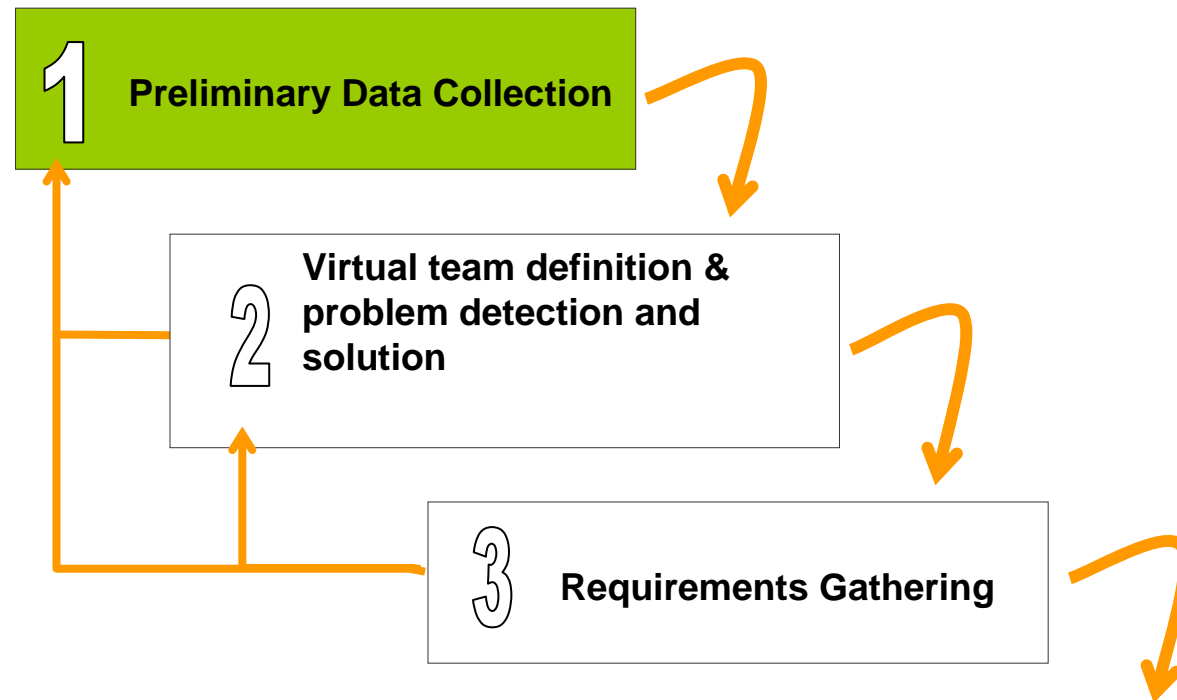 1 Preliminary Data Collection
2 Virtual team definition &
problem detection and
solution
3 Requirements Gathering